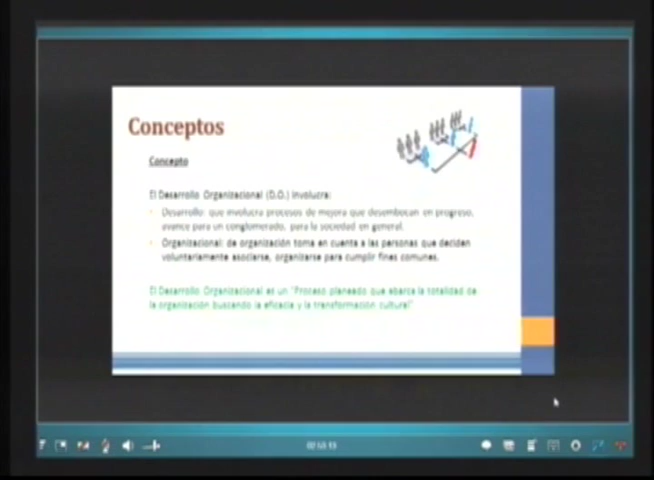 Conceptos
Concepto
El Desarrollo Organizacional (D.O.) involucra:
Desarrollo: que involucra procesos de mejora que desembocan en progreso,
avance para un conglomerado, para la sociedad en general.
Organizacional: de organización toma en cuenta a las personas que deciden
voluntariamente asociarse, organizarse para cumplir fines comunes.
El Desarrollo Organizacional es un "Proceso planeado que abarca la totalidad de
la organización buscando la eficacia y la transformación cultural"